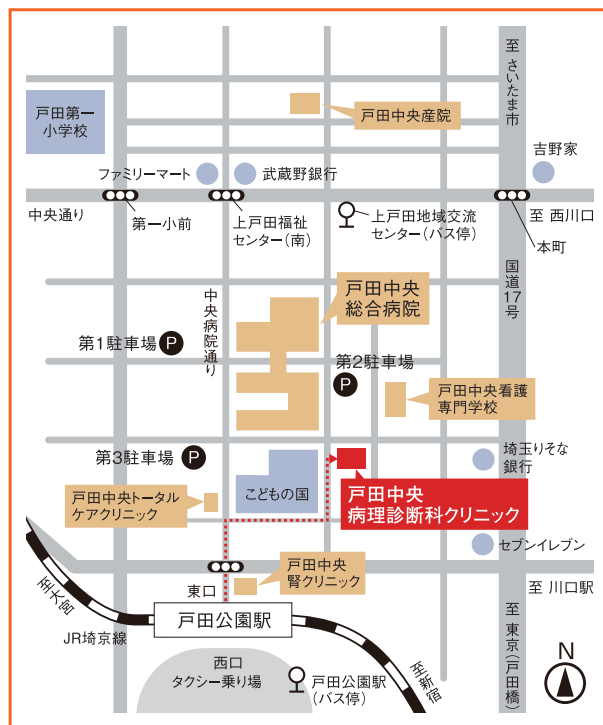 至 さいたま市
戸田第一
小学校
戸田中央産院
吉野家
ファミリーマート
武蔵野銀行
中央通り
第一小前
上戸田福祉
センター(南)
上戸田地域交流
センター(バス停)
本町
至 西川口
国道17号
中央病院通り
戸田中央
総合病院
第1駐車場
P
第2駐車場
P
戸田中央看護
専門学校
第3駐車場
P
こどもの国
埼玉りそな
銀行
戸田中央
病理診断科クリニック
戸田中央トータル
ケアクリニック
セブンイレブン
戸田中央
腎クリニック
東口
至 川口駅
至大宮
戸田公園駅
JR埼京線
西口
タクシー乗り場
戸田公園駅
(バス停)
至新宿
至 東京(戸田橋)
N